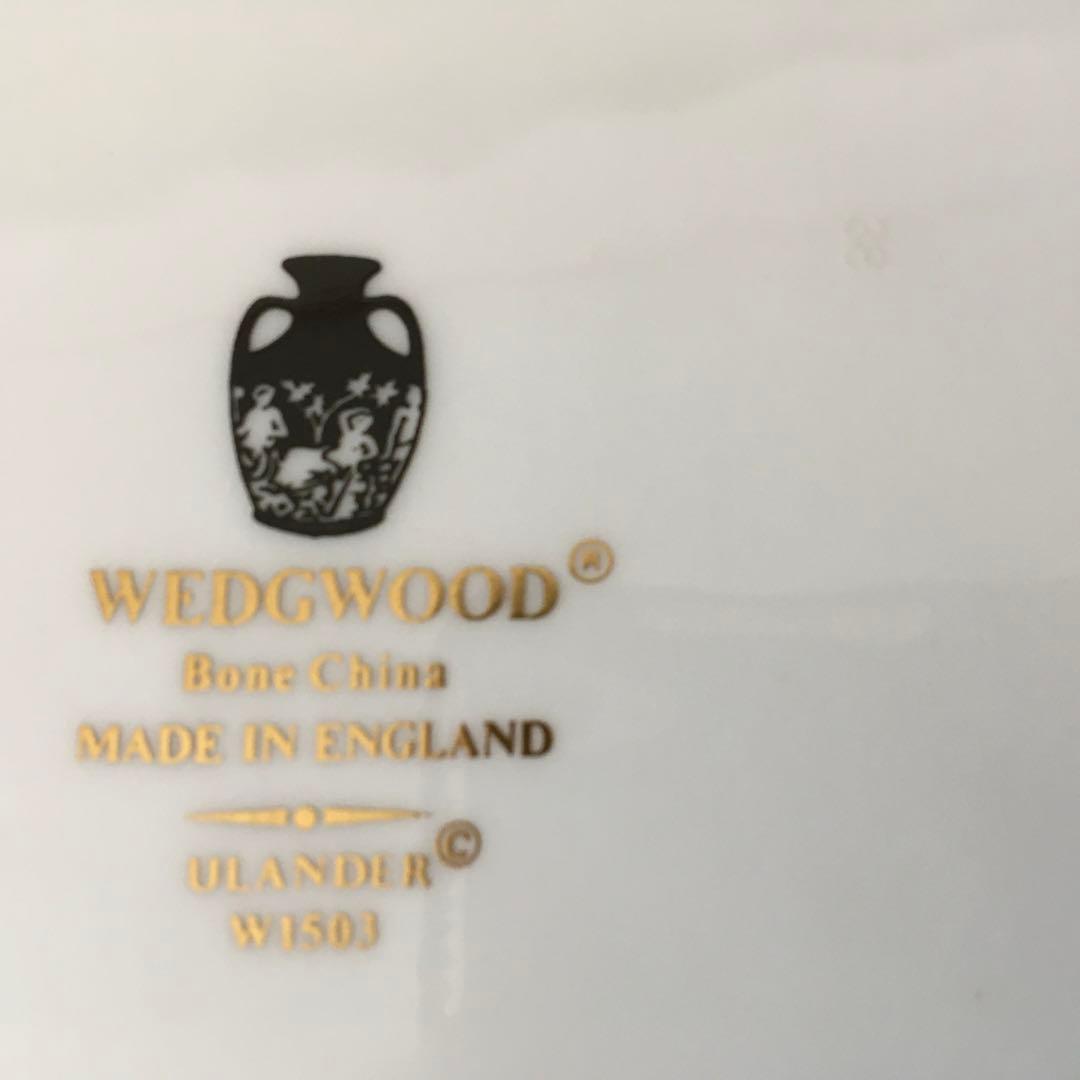 WEDGWOOD®
Bone China
MADE IN ENGLAND
ULANDER©
W1503